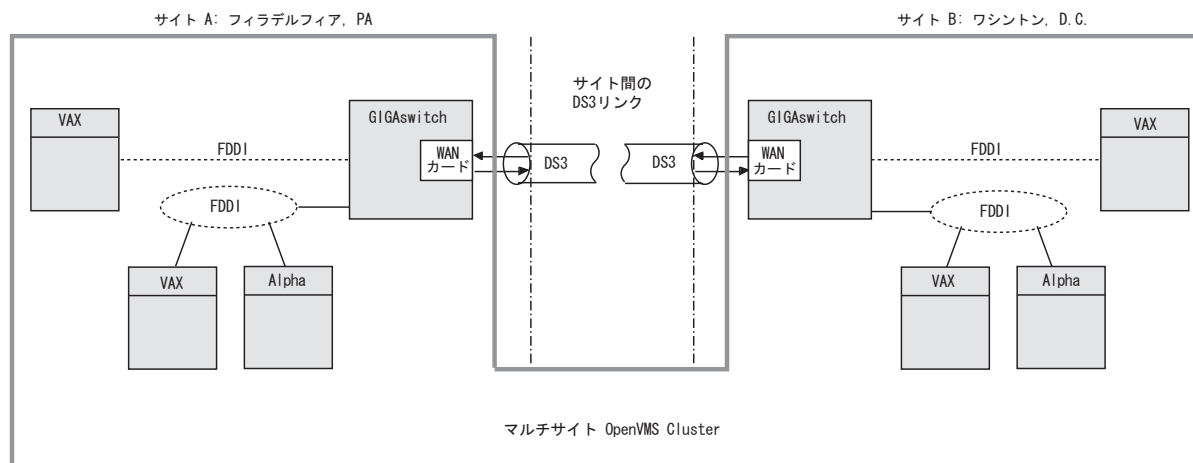 サイト A: フィラデルフィア, PA
サイト B: ワシントン, D.C.
サイト間の
DS3リンク
VAX
FDDI
GIGAswitch
WAN
カード
DS3
DS3
GIGAswitch
WAN
カード
FDDI
VAX
FDDI
VAX
Alpha
FDDI
VAX
Alpha
マルチサイト OpenVMS Cluster